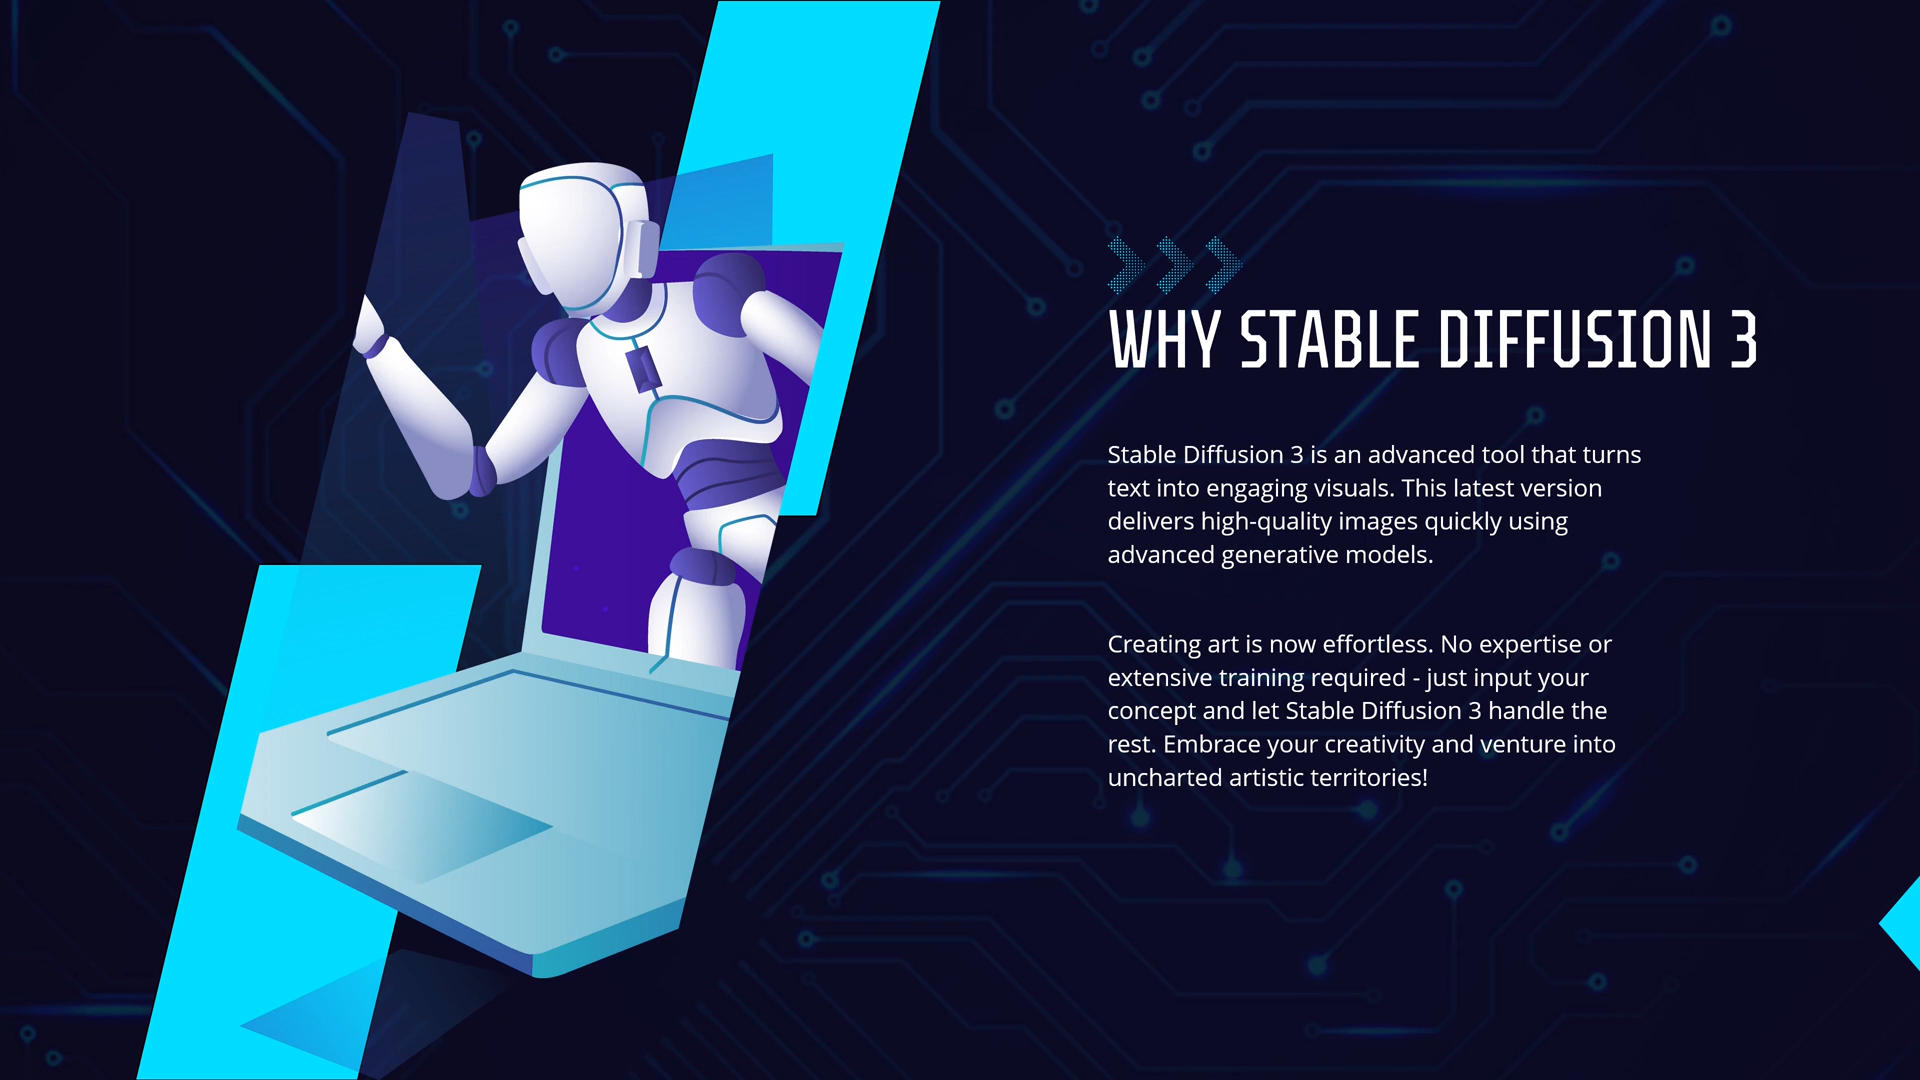 WHY STABLE DIFFUSION 3
Stable Diffusion 3 is an advanced tool that turns
text into engaging visuals. This latest version
delivers high-quality images quickly using
advanced generative models.
Creating art is now effortless. No expertise or
extensive training required - just input your
concept and let Stable Diffusion 3 handle the
rest. Embrace your creativity and venture into
uncharted artistic territories!